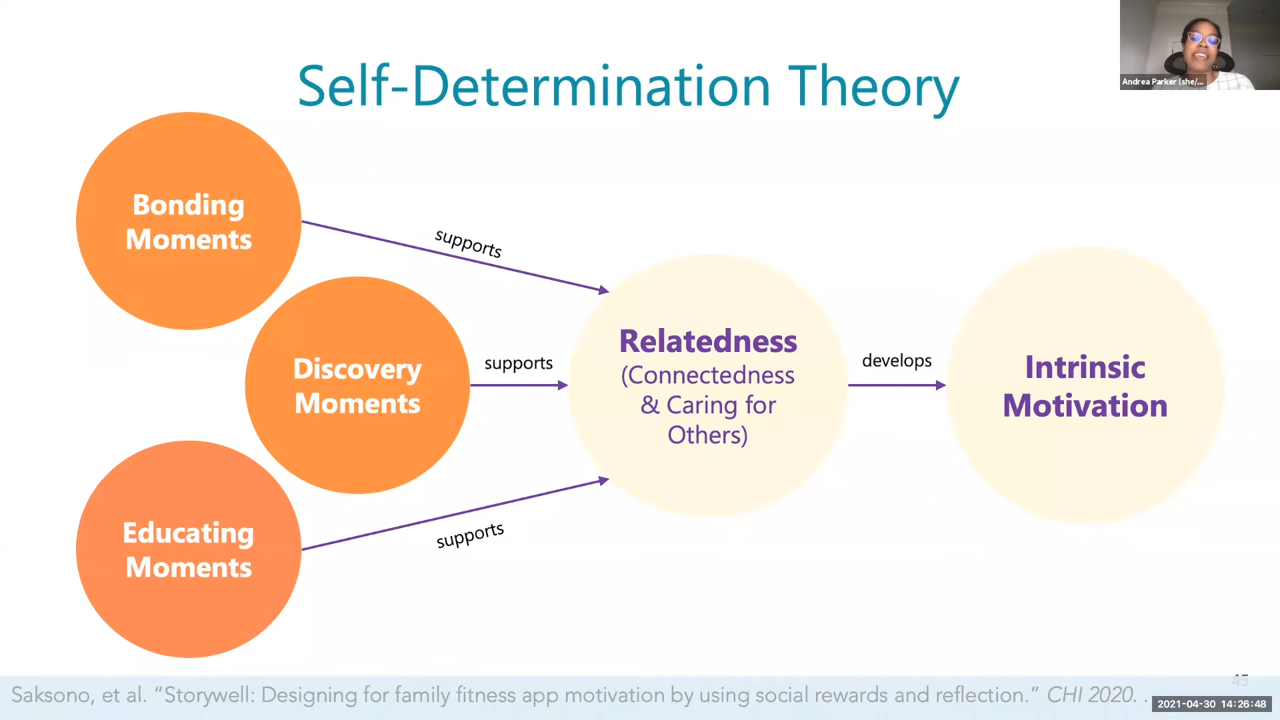 Self-Determination Theory
Andrea Parker (she/...
Bonding
Moments
supports
Discovery
Moments
supports
Relatedness
(Connectedness
& Caring for
Others)
develops
Intrinsic
Motivation
Educating
Moments
supports
Saksono, et al. “Storywell: Designing for family fitness app motivation by using social rewards and reflection.” CHI 2020. .
2021-04-30 14:26:48